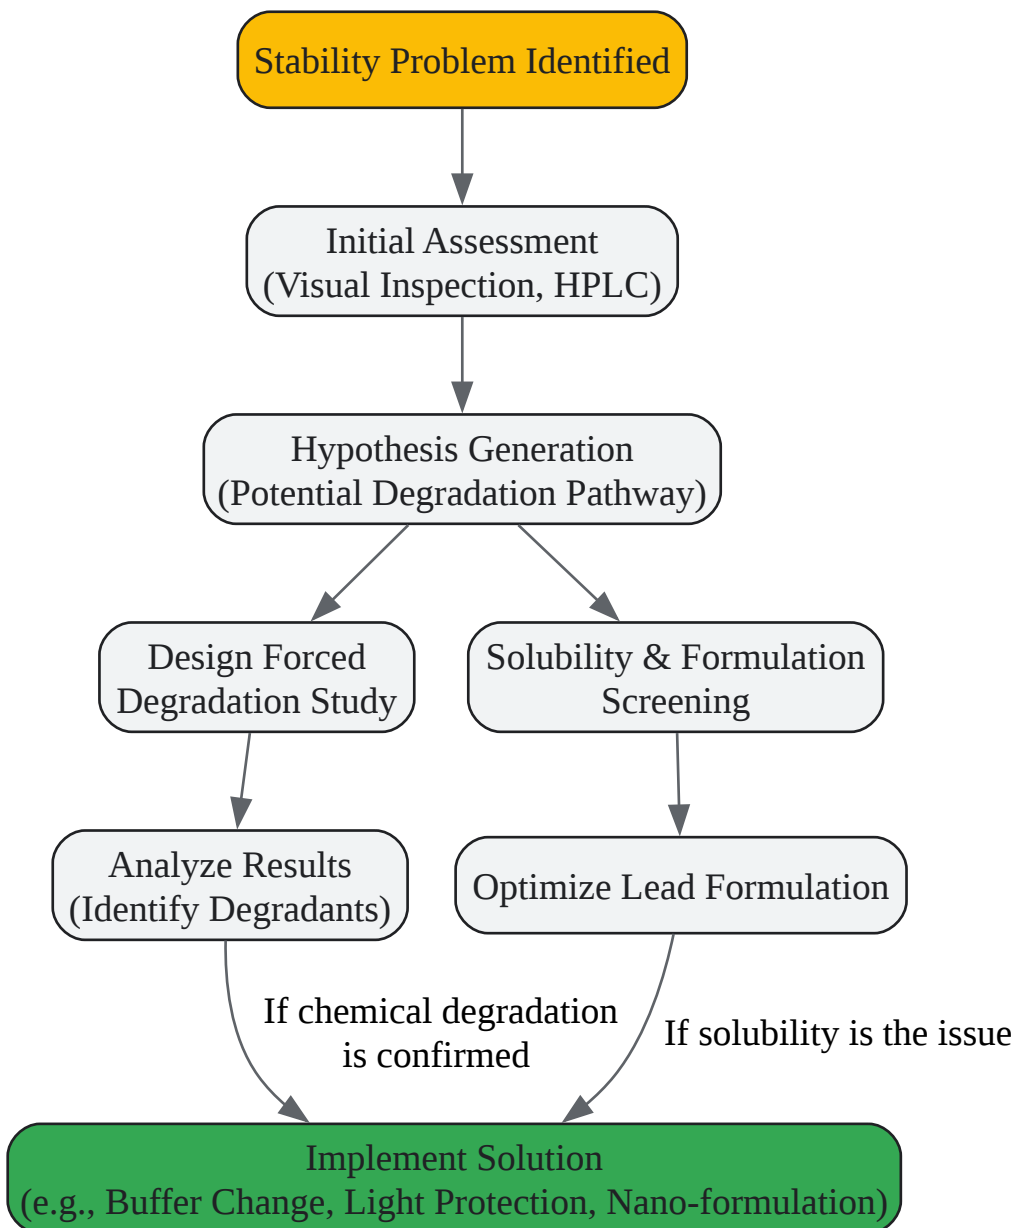 Stability Problem Identified
Initial Assessment
(Visual Inspection, HPLC)
Hypothesis Generation
(Potential Degradation Pathway)
Design Forced
Degradation Study
Solubility & Formulation
Screening
Analyze Results
(Identify Degradants)
Optimize Lead Formulation
If chemical degradation
is confirmed
If solubility is the issue
Implement Solution
(e.g., Buffer Change, Light Protection, Nano-formulation)